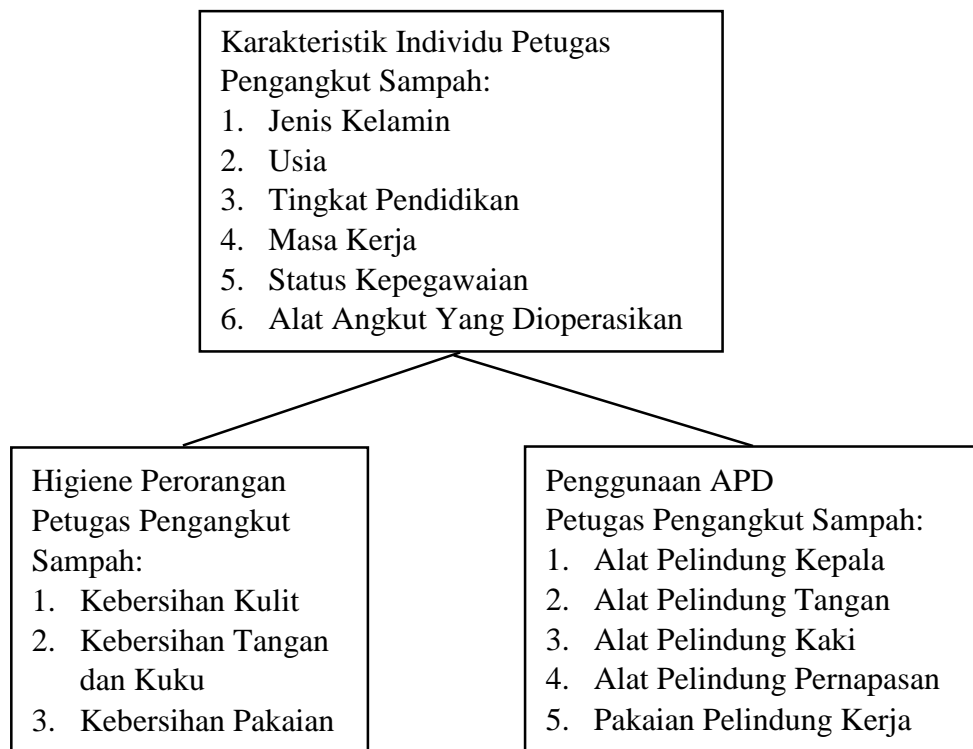 Karakteristik Individu Petugas
Pengangkut Sampah:
1. Jenis Kelamin
2. Usia
3. Tingkat Pendidikan
4. Masa Kerja
5. Status Kepegawaian
6. Alat Angkut Yang Dioperasikan
Higiene Perorangan
Petugas Pengangkut
Sampah:
1. Kebersihan Kulit
2. Kebersihan Tangan
dan Kuku
3. Kebersihan Pakaian
Penggunaan APD
Petugas Pengangkut Sampah:
1. Alat Pelindung Kepala
2. Alat Pelindung Tangan
3. Alat Pelindung Kaki
4. Alat Pelindung Pernapasan
5. Pakaian Pelindung Kerja